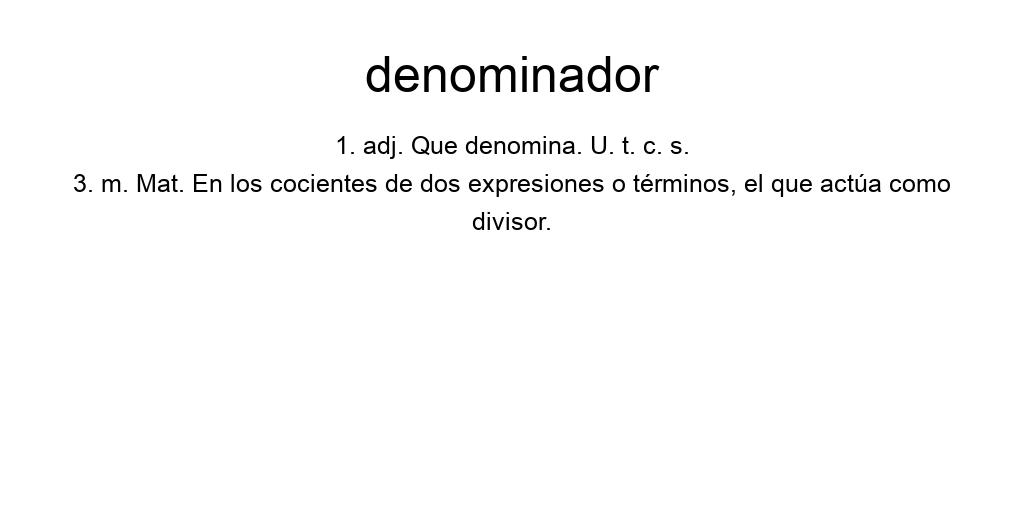 denominador
1. adj. Que denomina. U. t. c. s.
3. m. Mat. En los cocientes de dos expresiones o términos, el que actúa como
divisor.